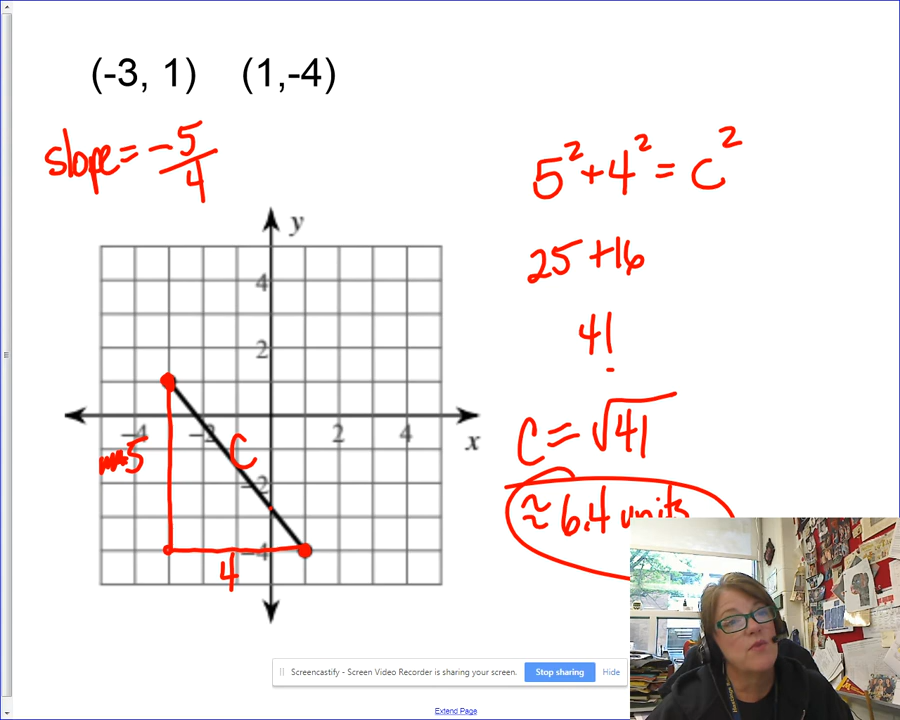 (-3, 1) (1,-4)
slope = -5/4
5² + 4² = c²
25 + 16
41
c = √41
≈ 6.4 units
y
4
2
-4 -2 2 4 x
-5
C
-2
-4
4
Screencastify - Screen Video Recorder is sharing your screen. Stop sharing Hide
Extend Page